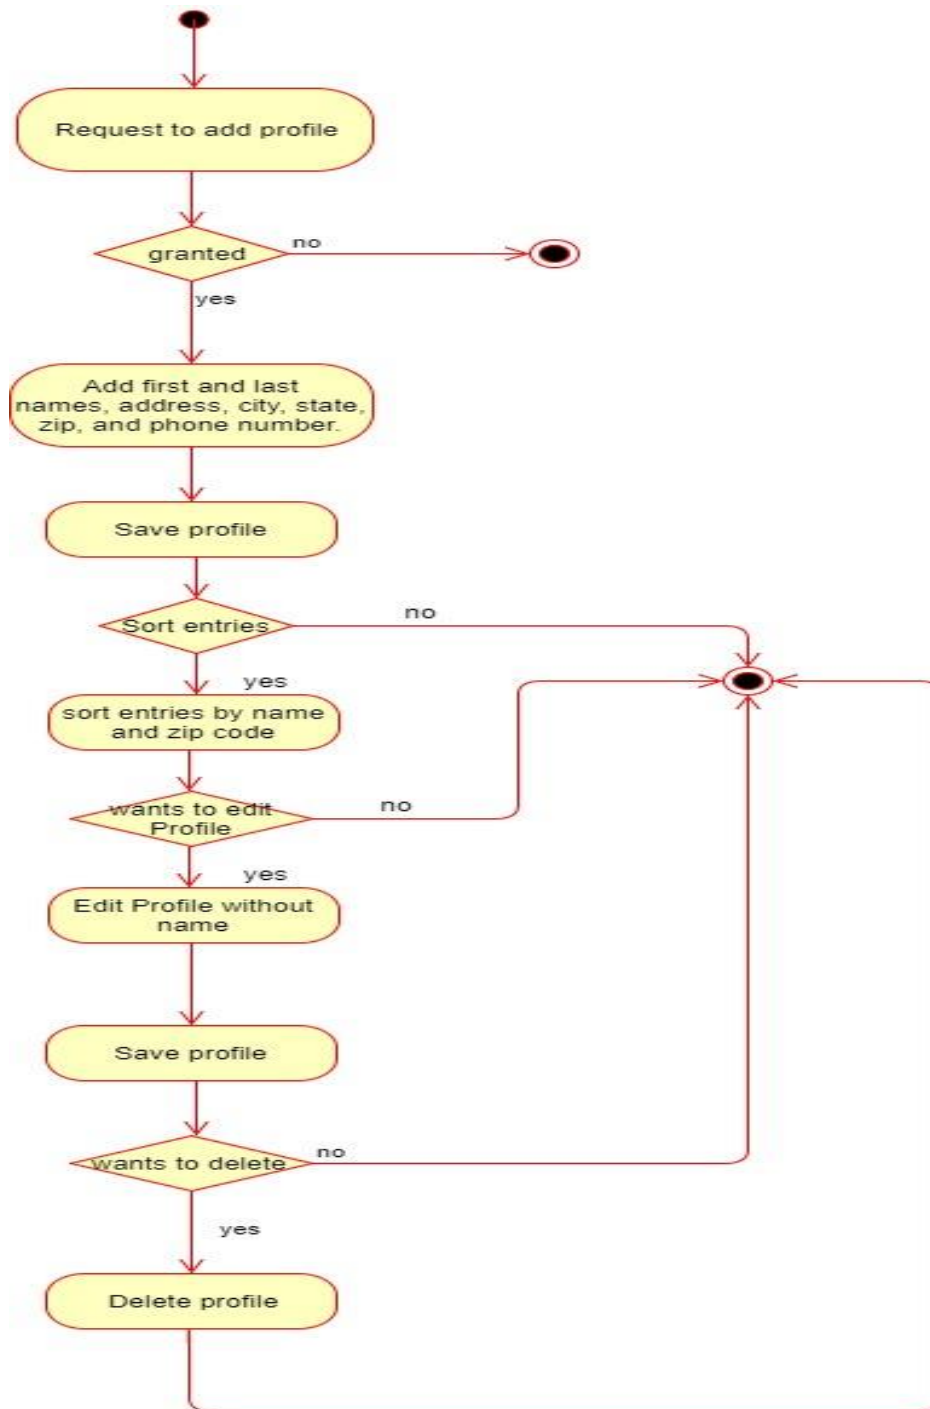 Request to add profile
granted
no
yes
Add first and last
names, address, city, state,
zip, and phone number.
Save profile
Sort entries
no
yes
sort entries by name
and zip code
wants to edit
Profile
no
yes
Edit Profile without
name
Save profile
wants to delete
no
yes
Delete profile